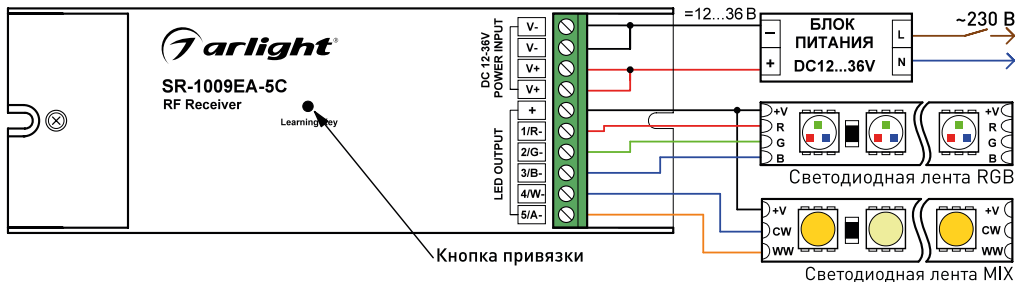 arlight®
SR-1009EA-5C
RF Receiver
Learning Key
Кнопка привязки
DC 12-36V
POWER INPUT
V-
V-
V+
V+
LED OUTPUT
+
1/R-
2/G-
3/B-
4/W-
5/A-
=12...36 В
–
+
БЛОК
ПИТАНИЯ
DC12...36V
L
N
~230 В
+V
R
G
B
+V
R
G
B
Светодиодная лента RGB
+V
CW
WW
+V
CW
WW
Светодиодная лента MIX